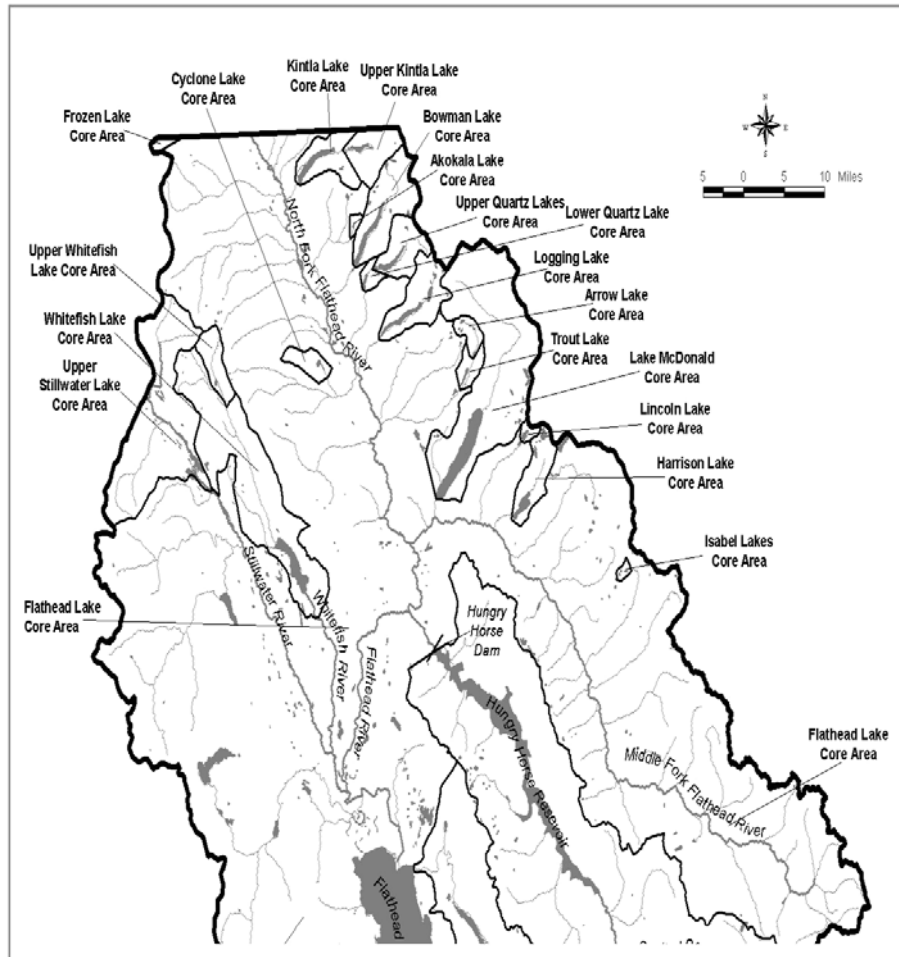 Kintla Lake
Core Area
Upper Kintla Lake
Core Area
Cyclone Lake
Core Area
Frozen Lake
Core Area
Bowman Lake
Core Area
Akokala Lake
Core Area
Upper Quartz Lakes
Core Area
Lower Quartz Lake
Core Area
Logging Lake
Core Area
Arrow Lake
Core Area
Trout Lake
Core Area
Lake McDonald
Core Area
Lincoln Lake
Core Area
Harrison Lake
Core Area
Isabel Lakes
Core Area
N
W
E
S
5 0 5 10 Miles
Upper Whitefish
Lake Core Area
Whitefish Lake
Core Area
Upper
Stillwater Lake
Core Area
Flathead Lake
Core Area
North Fork Flathead River
Stillwater River
Whitefish River
Flathead River
Hungry
Horse
Dam
Hungry Horse Reservoir
Middle Fork Flathead River
Flathead Lake
Core Area
Flathead